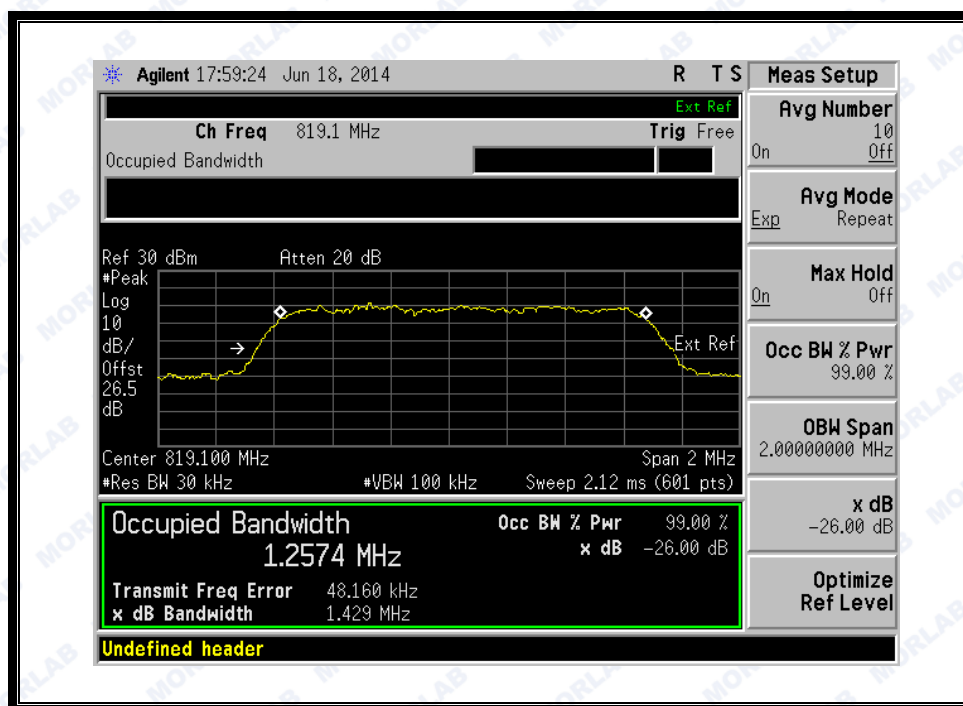 Agilent 17:59:24 Jun 18, 2014 R T S
Ext Ref
Ch Freq 819.1 MHz Trig Free
Occupied Bandwidth
Ref 30 dBm Atten 20 dB
#Peak
Log
10
dB/
Offst
26.5
dB
Ext Ref
Center 819.100 MHz Span 2 MHz
#Res BW 30 kHz #VBW 100 kHz Sweep 2.12 ms (601 pts)
Occupied Bandwidth
1.2574 MHz
Occ BW % Pwr 99.00 %
x dB -26.00 dB
Transmit Freq Error 48.160 kHz
x dB Bandwidth 1.429 MHz
Undefined header
Meas Setup
Avg Number
10
On Off
Avg Mode
Exp Repeat
Max Hold
On Off
Occ BW % Pwr
99.00 %
OBW Span
2.00000000 MHz
x dB
-26.00 dB
Optimize
Ref Level
MORLAB